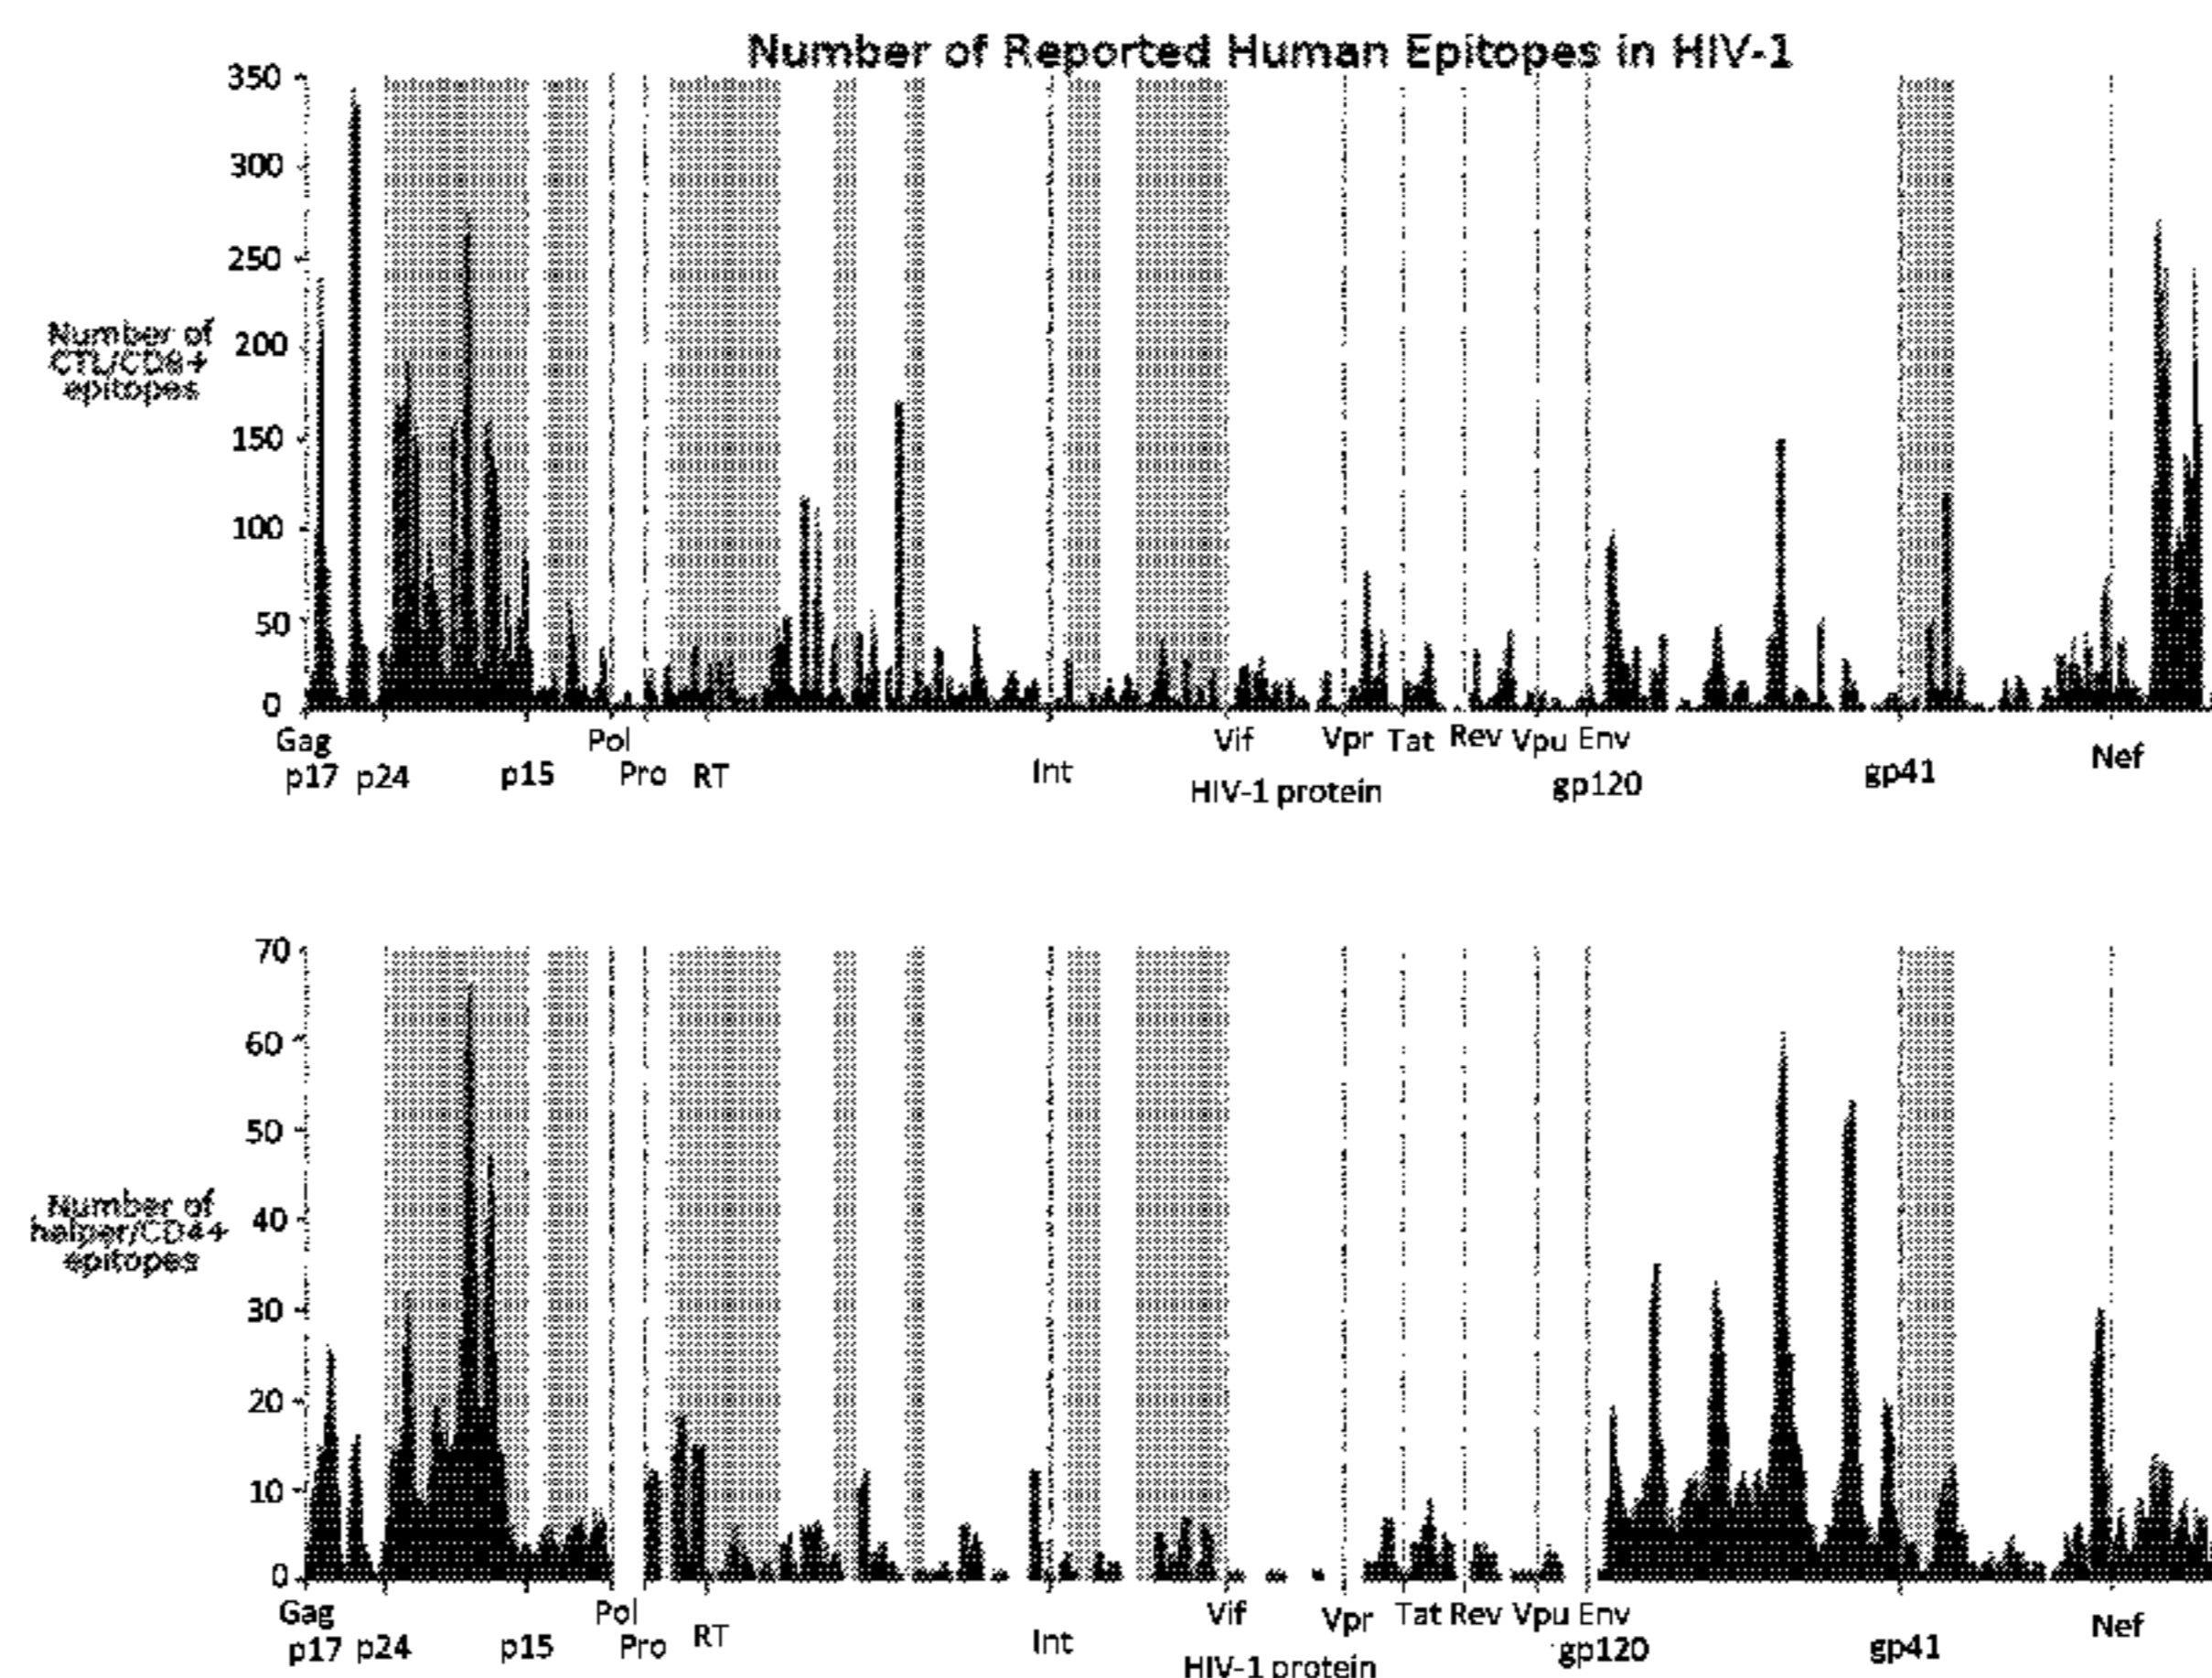 Number of Reported Human Epitopes in HIV-1
350
300
250
200
150
100
50
0
Number of
CTL/CD8+
epitopes
Gag Pol Vif Vpr Tat Rev Vpu Env
p17 p24 p15 Pro RT Int gp120 gp41 Nef
HIV-1 protein
70
60
50
40
30
20
10
0
Number of
helper/CD4+
epitopes
Gag Pol Vif Vpr Tat Rev Vpu Env
p17 p24 p15 Pro RT Int gp120 gp41 Nef
HIV-1 protein